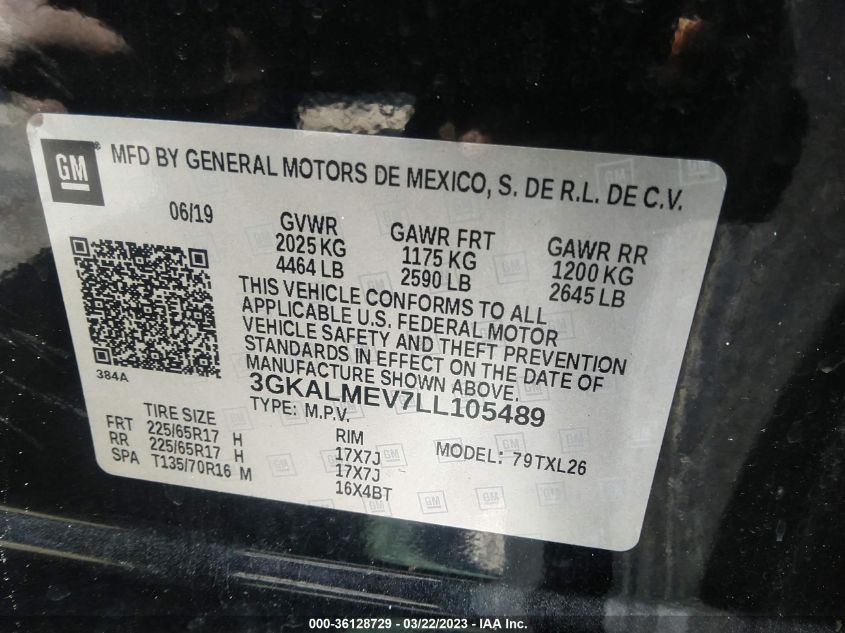 GM
MFD BY GENERAL MOTORS DE MEXICO, S. DE R.L. DE C.V.
06/19
GVWR
2025 KG
4464 LB
GAWR FRT
1175 KG
2590 LB
GAWR RR
1200 KG
2645 LB
THIS VEHICLE CONFORMS TO ALL
APPLICABLE U.S. FEDERAL MOTOR
VEHICLE SAFETY AND THEFT PREVENTION
STANDARDS IN EFFECT ON THE DATE OF
MANUFACTURE SHOWN ABOVE.
384A
3GKALMEV7LL105489
TYPE: M.P.V.
MODEL: 79TXL26
TIRE SIZE RIM
FRT 225/65R17 H 17X7J
RR 225/65R17 H 17X7J
SPA T135/70R16 M 16X4BT
000-36128729 - 03/22/2023 - IAA Inc.